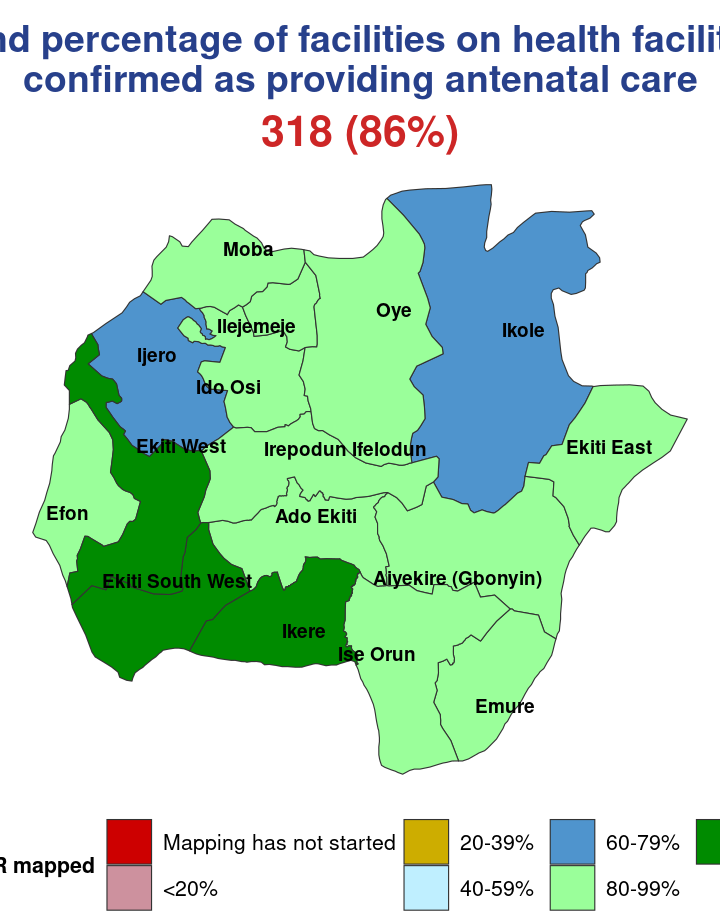 nd percentage of facilities on health facilit
confirmed as providing antenatal care
318 (86%)
Moba
Oye
Ikole
Ilejemeje
Ijero
Ido Osi
Ekiti West
Irepodun Ifelodun
Ekiti East
Efon
Ado Ekiti
Ekiti South West
Aiyekire (Gbonyin)
Ikere
Ise Orun
Emure
R mapped
Mapping has not started
20-39%
60-79%
<20%
40-59%
80-99%